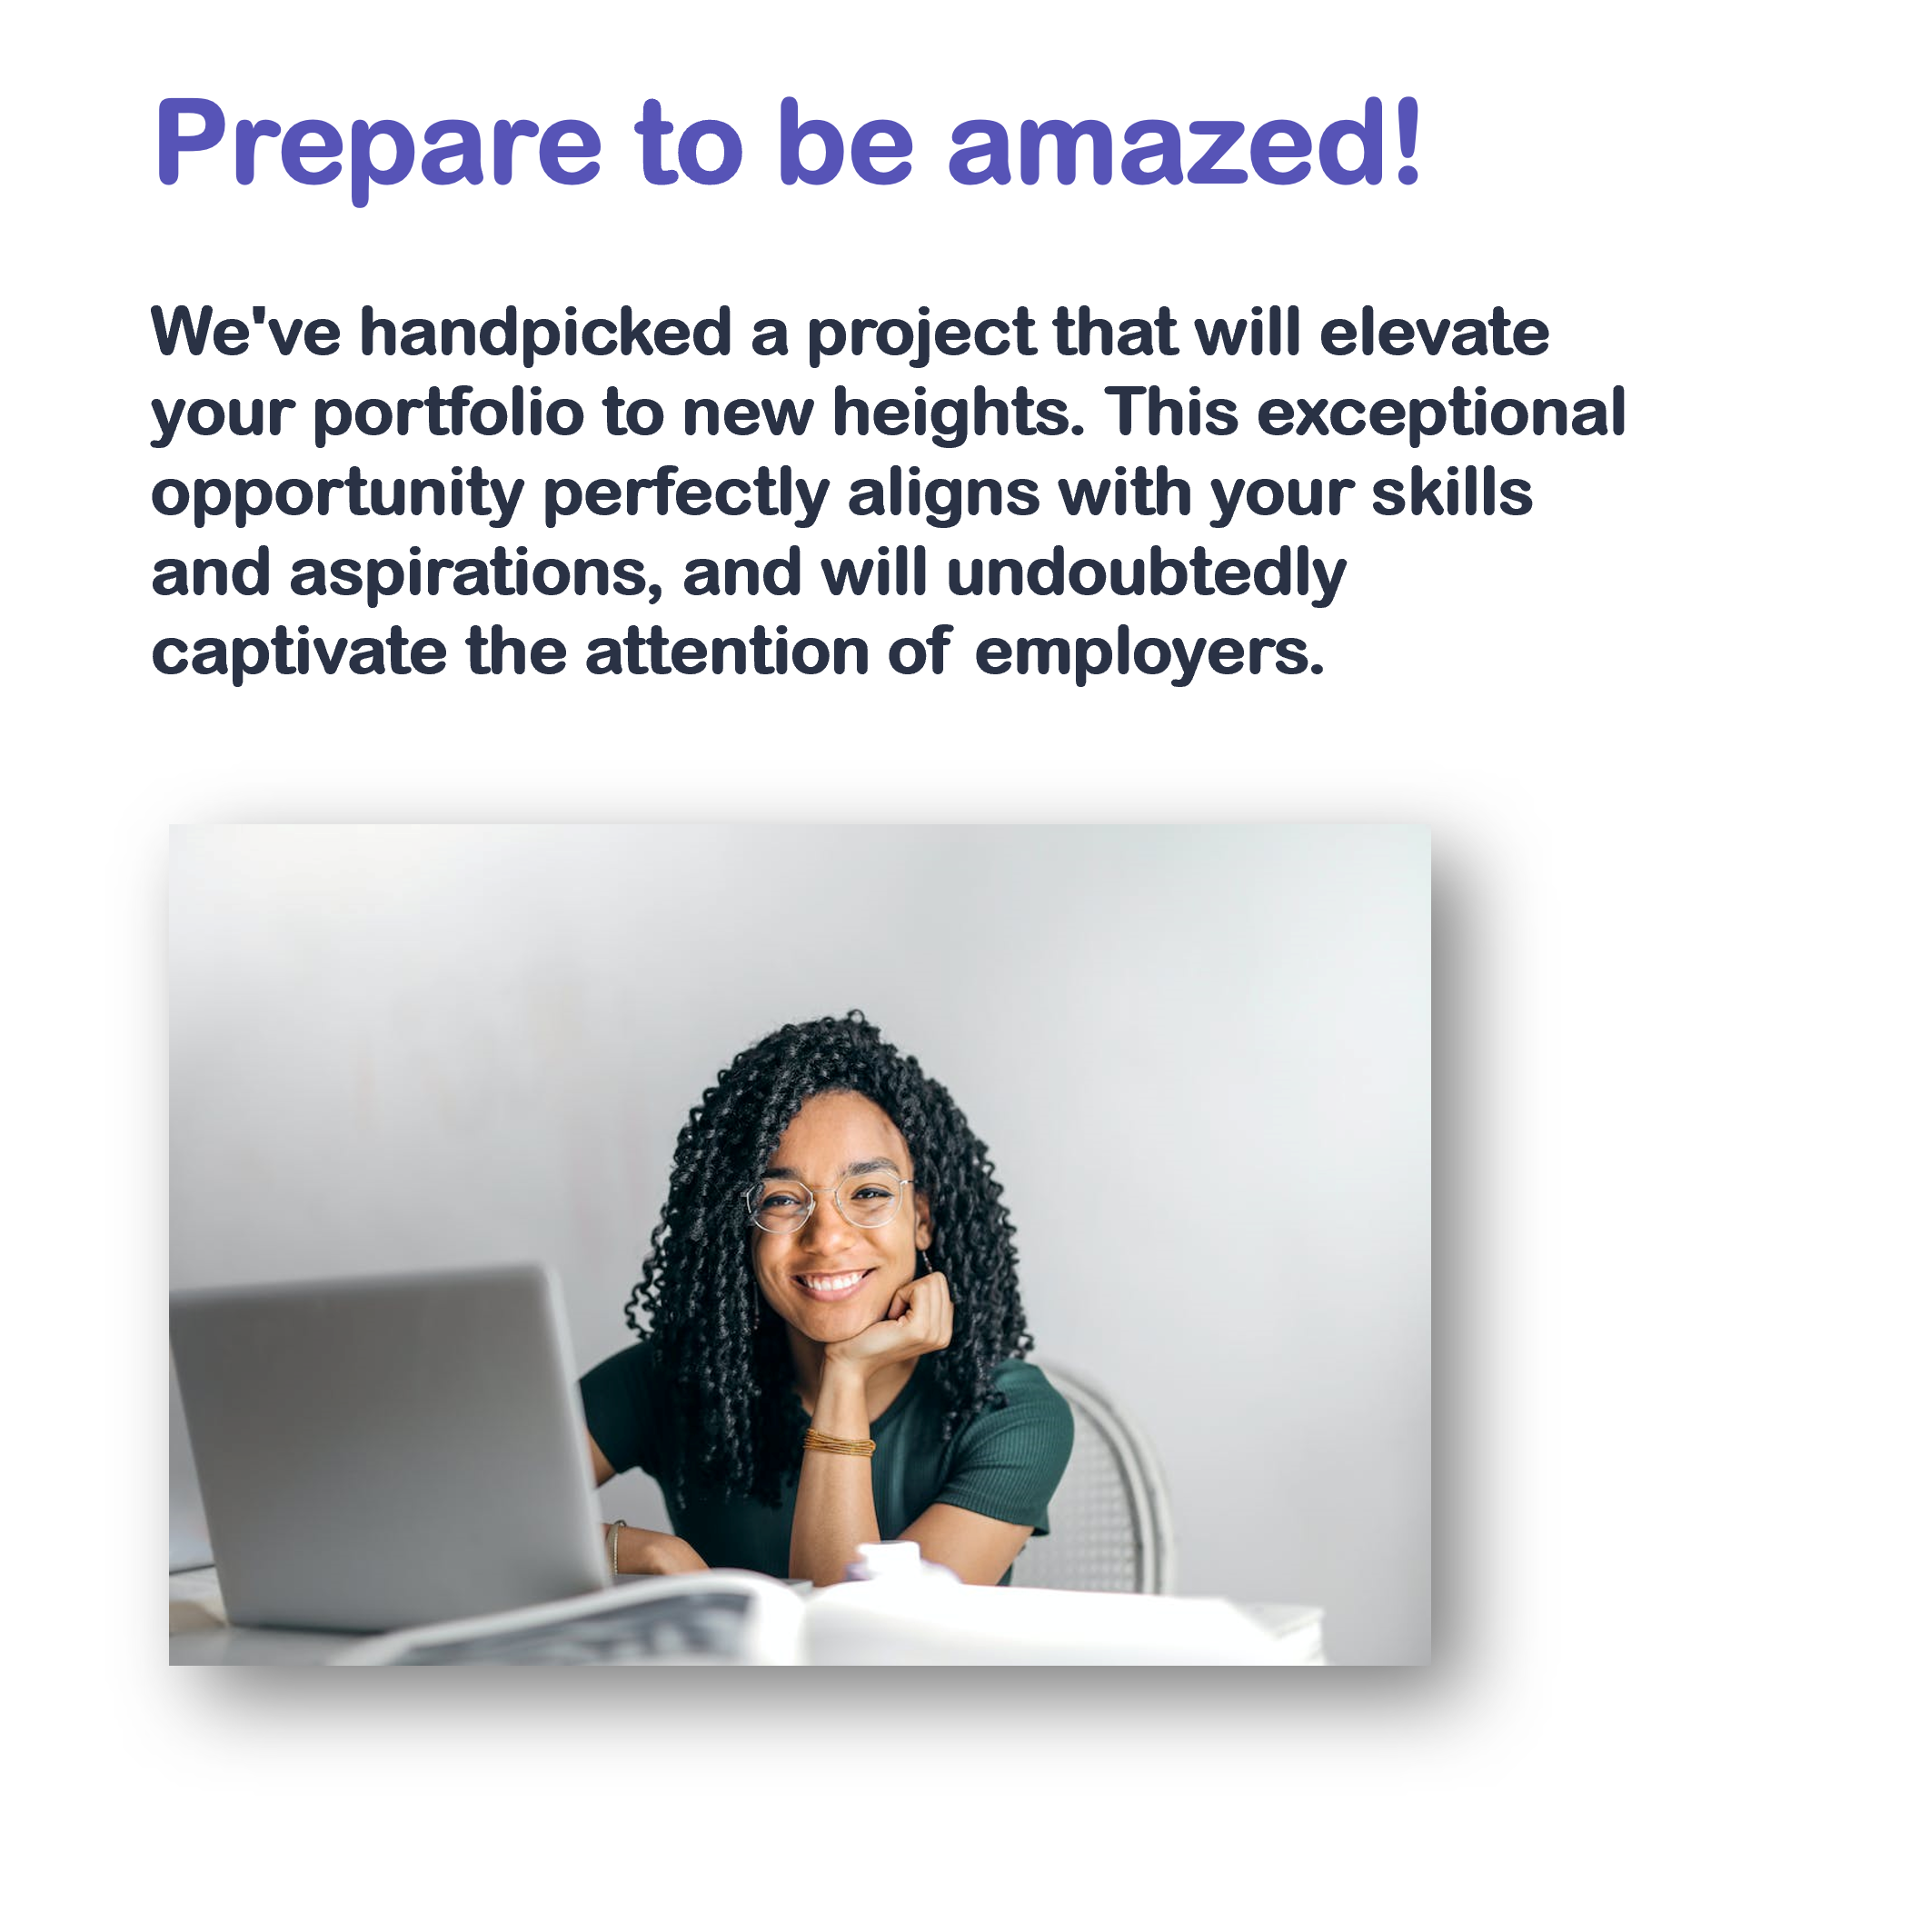 Prepare to be amazed!
We've handpicked a project that will elevate
your portfolio to new heights. This exceptional
opportunity perfectly aligns with your skills
and aspirations, and will undoubtedly
captivate the attention of employers.